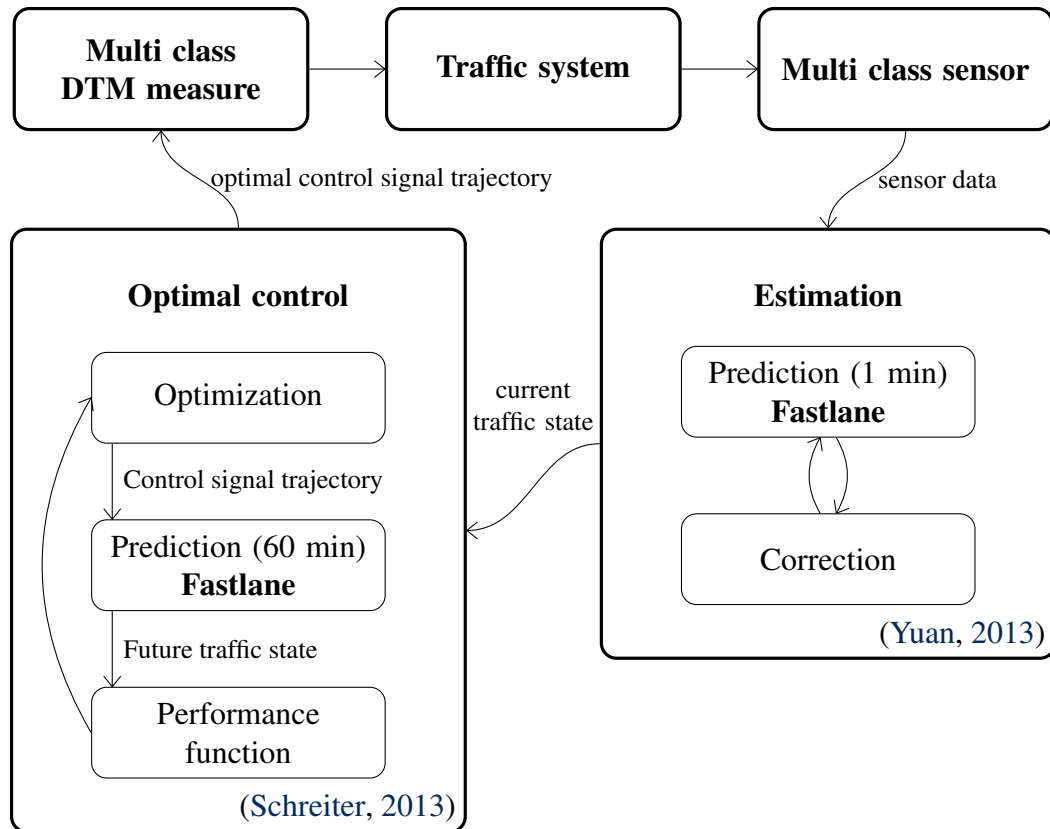 Multi class
DTM measure
Traffic system
Multi class sensor
optimal control signal trajectory
sensor data
Optimal control
Optimization
Control signal trajectory
Prediction (60 min)
Fastlane
Future traffic state
Performance
function
(Schreiter, 2013)
current
traffic state
Estimation
Prediction (1 min)
Fastlane
Correction
(Yuan, 2013)